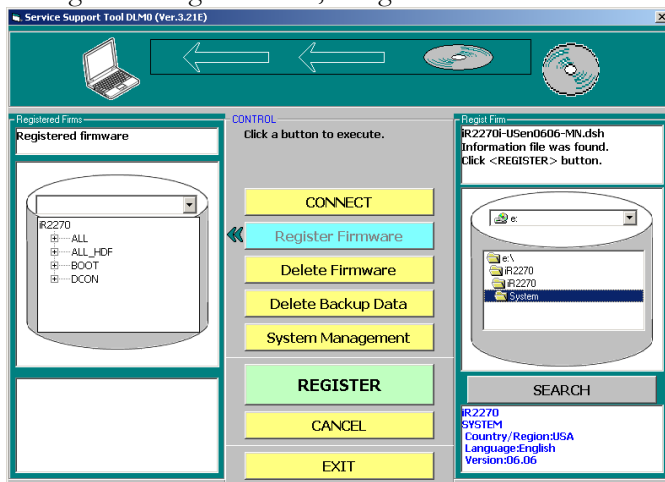 Service Support Tool DLM0 (Ver.3.21E)
Registered Firms
Registered firmware
iR2270
ALL
ALL_HDF
BOOT
DCON
CONTROL
Click a button to execute.
CONNECT
Register Firmware
Delete Firmware
Delete Backup Data
System Management
REGISTER
CANCEL
EXIT
Regist Firm
iR2270i-USen0606-MN.dsh
Information file was found.
Click <REGISTER> button.
e:
e:\
iR2270
iR2270
System
SEARCH
iR2270
SYSTEM
Country/Region:USA
Language:English
Version:06.06